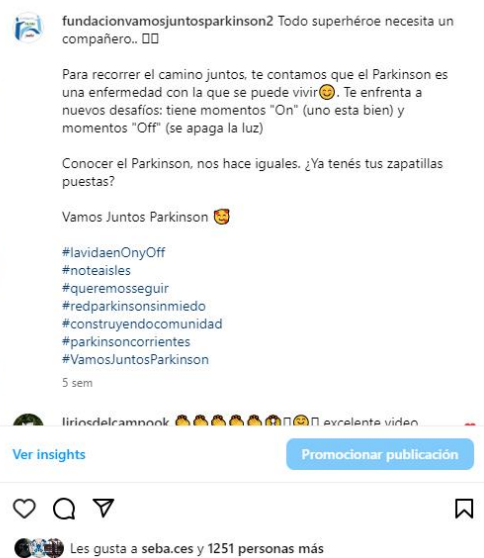 fundacionvamosjuntosparkinson2 Todo superhéroe necesita un
compañero..
Para recorrer el camino juntos, te contamos que el Parkinson es
una enfermedad con la que se puede vivir😊. Te enfrenta a
nuevos desafíos: tiene momentos "On" (uno esta bien) y
momentos "Off" (se apaga la luz)
Conocer el Parkinson, nos hace iguales. ¿Ya tenés tus zapatillas
puestas?
Vamos Juntos Parkinson 🥰
#lavidaenOnyOff
#noteaisles
#queremosseguir
#redparkinsonsinmiedo
#construyendocomunidad
#parkinsoncorrientes
#VamosJuntosParkinson
5 sem
liriosdelcampook excelente video
Ver insights
Promocionar publicación
Les gusta a seba.ces y 1251 personas más